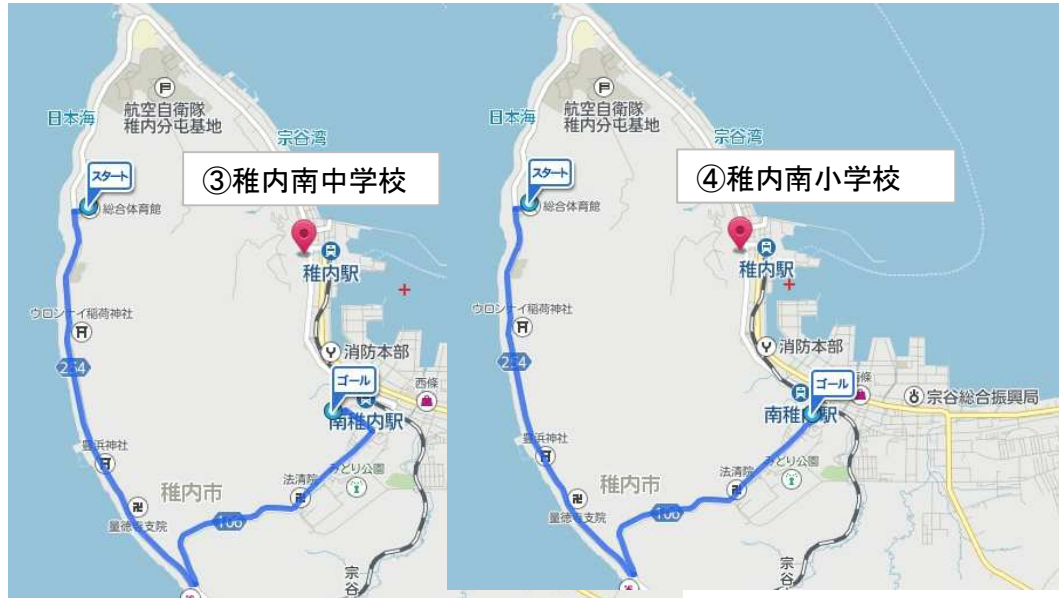 航空自衛隊
稚内分屯基地
日本海
宗谷湾
③稚内南中学校
スタート
総合体育館
稚内駅
ウロンナイ稲荷神社
消防本部
254
ゴール
西條
南稚内駅
豊浜神社
みどり公園
法清院
稚内市
106
量徳寺支院
宗
谷
航空自衛隊
稚内分屯基地
日本海
宗谷湾
④稚内南小学校
スタート
総合体育館
稚内駅
ウロンナイ稲荷神社
消防本部
254
ゴール
宗谷総合振興局
豊浜神社
みどり公園
法清院
稚内市
106
量徳寺支院
宗
谷